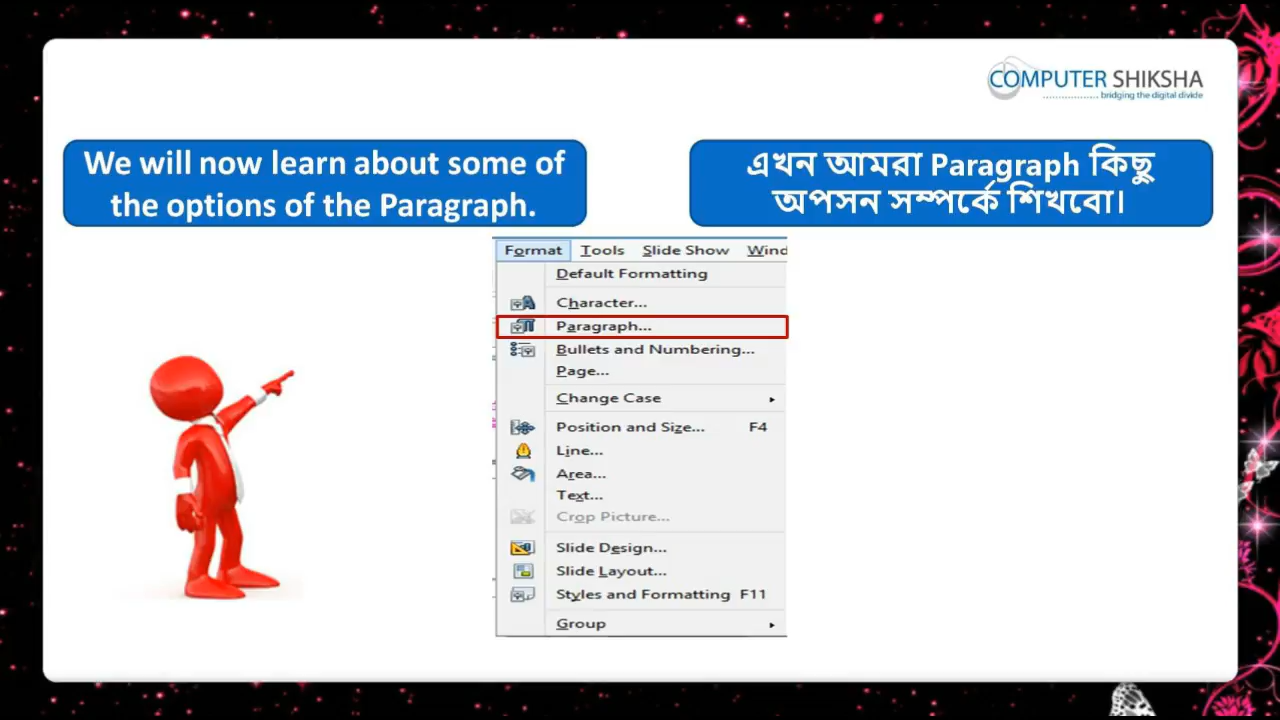 COMPUTER SHIKSHA
bridging the digital divide
We will now learn about some of
the options of the Paragraph.
এখন আমরা Paragraph কিছু
অপসন সম্পর্কে শিখবো।
Format Tools Slide Show Wind
Default Formatting
Character...
Paragraph...
Bullets and Numbering...
Page...
Change Case
Position and Size... F4
Line...
Area...
Text...
Crop Picture...
Slide Design...
Slide Layout...
Styles and Formatting F11
Group